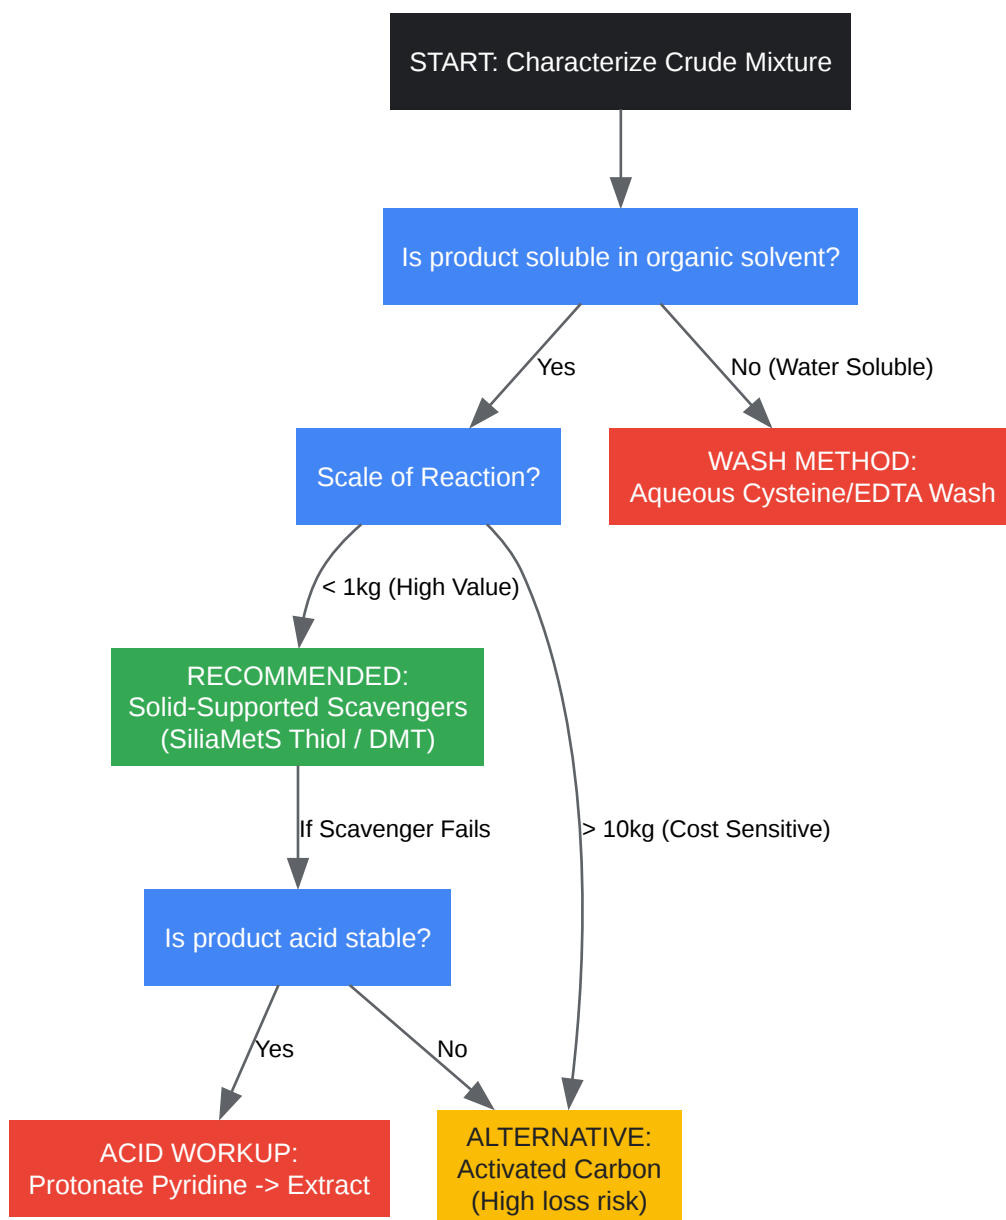 START: Characterize Crude Mixture
Is product soluble in organic solvent?
Yes
No (Water Soluble)
Scale of Reaction?
WASH METHOD:
Aqueous Cysteine/EDTA Wash
< 1kg (High Value)
RECOMMENDED:
Solid-Supported Scavengers
(SiliaMetS Thiol / DMT)
If Scavenger Fails
> 10kg (Cost Sensitive)
Is product acid stable?
Yes
No
ACID WORKUP:
Protonate Pyridine -> Extract
ALTERNATIVE:
Activated Carbon
(High loss risk)